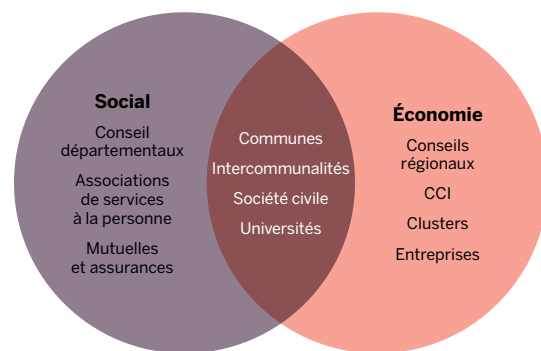 Social
Conseil
départementaux
Associations
de services
à la personne
Mutuelles
et assurances
Communes
Intercommunalités
Société civile
Universités
Économie
Conseils
régionaux
CCI
Clusters
Entreprises